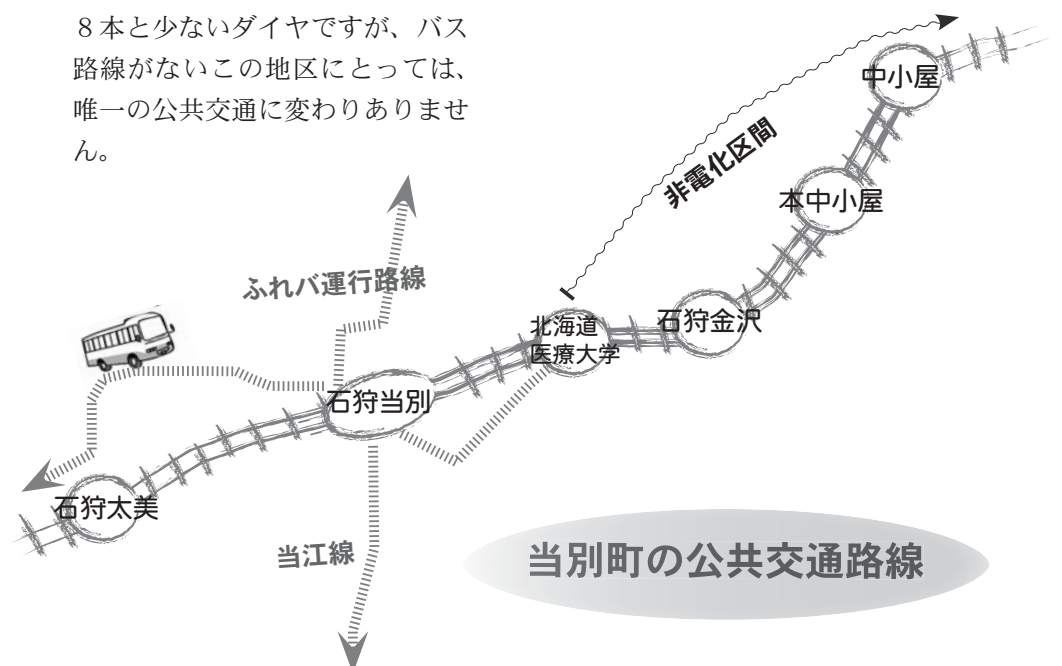 ８本と少ないダイヤですが、バス
路線がないこの地区にとっては、
唯一の公共交通に変わりありませ
ん。
中小屋
非電化区間
本中小屋
ふれバ運行路線
北海道
医療大学
石狩金沢
石狩当別
石狩太美
当江線
当別町の公共交通路線